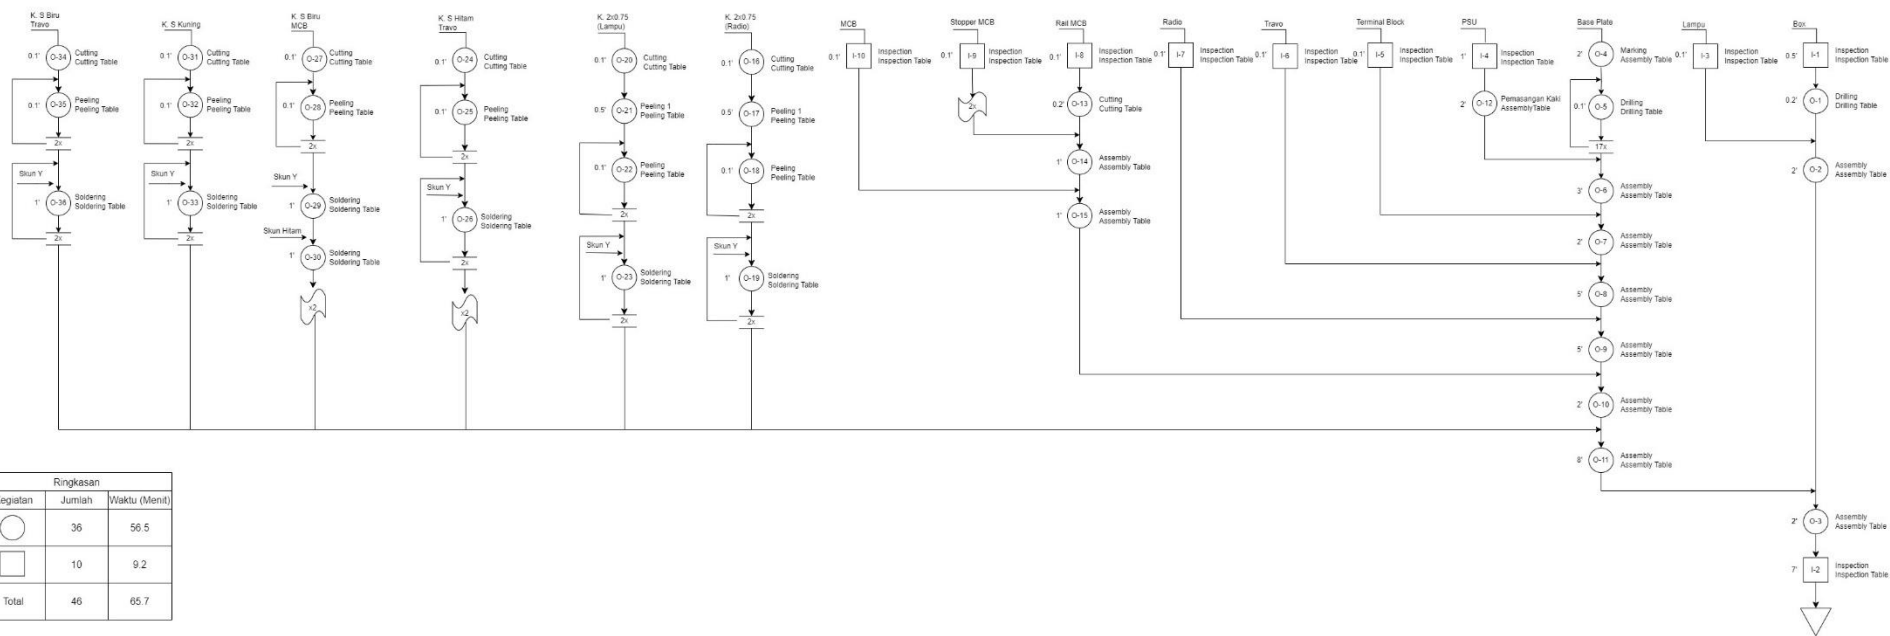 K. S Biru
Travo
0.1'
O-34
Cutting
Cutting Table
0.1'
O-35
Peeling
Peeling Table
2x
Skun Y
1'
O-36
Soldering
Soldering Table
2x
K. S Kuning
0.1'
O-31
Cutting
Cutting Table
0.1'
O-32
Peeling
Peeling Table
2x
Skun Y
1'
O-33
Soldering
Soldering Table
2x
K. S Biru
MCB
0.1'
O-27
Cutting
Cutting Table
0.1'
O-28
Peeling
Peeling Table
2x
Skun Y
1'
O-29
Soldering
Soldering Table
Skun Hitam
1'
O-30
Soldering
Soldering Table
x2
K. S Hitam
Travo
0.1'
O-24
Cutting
Cutting Table
0.1'
O-25
Peeling
Peeling Table
2x
Skun Y
1'
O-26
Soldering
Soldering Table
2x
x2
K. 2x0.75
(Lampu)
0.1'
O-20
Cutting
Cutting Table
0.5'
O-21
Peeling 1
Peeling Table
0.1'
O-22
Peeling
Peeling Table
2x
Skun Y
1'
O-23
Soldering
Soldering Table
2x
K. 2x0.75
(Radio)
0.1'
O-16
Cutting
Cutting Table
0.5'
O-17
Peeling 1
Peeling Table
0.1'
O-18
Peeling
Peeling Table
2x
Skun Y
1'
O-19
Soldering
Soldering Table
2x
MCB
0.1'
I-10
Inspection
Inspection Table
Stopper MCB
0.1'
I-9
Inspection
Inspection Table
2x
Rail MCB
0.1'
I-8
Inspection
Inspection Table
0.2'
O-13
Cutting
Cutting Table
1'
O-14
Assembly
Assembly Table
1'
O-15
Assembly
Assembly Table
Radio
0.1'
I-7
Inspection
Inspection Table
Travo
0.1'
I-6
Inspection
Inspection Table
Terminal Block
0.1'
I-5
Inspection
Inspection Table
PSU
1'
I-4
Inspection
Inspection Table
2'
O-12
Pemasangan Kaki
AssemblyTable
Base Plate
2'
O-4
Marking
Assembly Table
0.1'
O-5
Drilling
Drilling Table
17x
3'
O-6
Assembly
Assembly Table
2'
O-7
Assembly
Assembly Table
5'
O-8
Assembly
Assembly Table
5'
O-9
Assembly
Assembly Table
2'
O-10
Assembly
Assembly Table
8'
O-11
Assembly
Assembly Table
Lampu
0.1'
I-3
Inspection
Inspection Table
Box
0.5'
I-1
Inspection
Inspection Table
0.2'
O-1
Drilling
Drilling Table
2'
O-2
Assembly
Assembly Table
2'
O-3
Assembly
Assembly Table
7'
I-2
Inspection
Inspection Table
Ringkasan
egiatan Jumlah Waktu (Menit)
36 56.5
10 9.2
Total 46 65.7